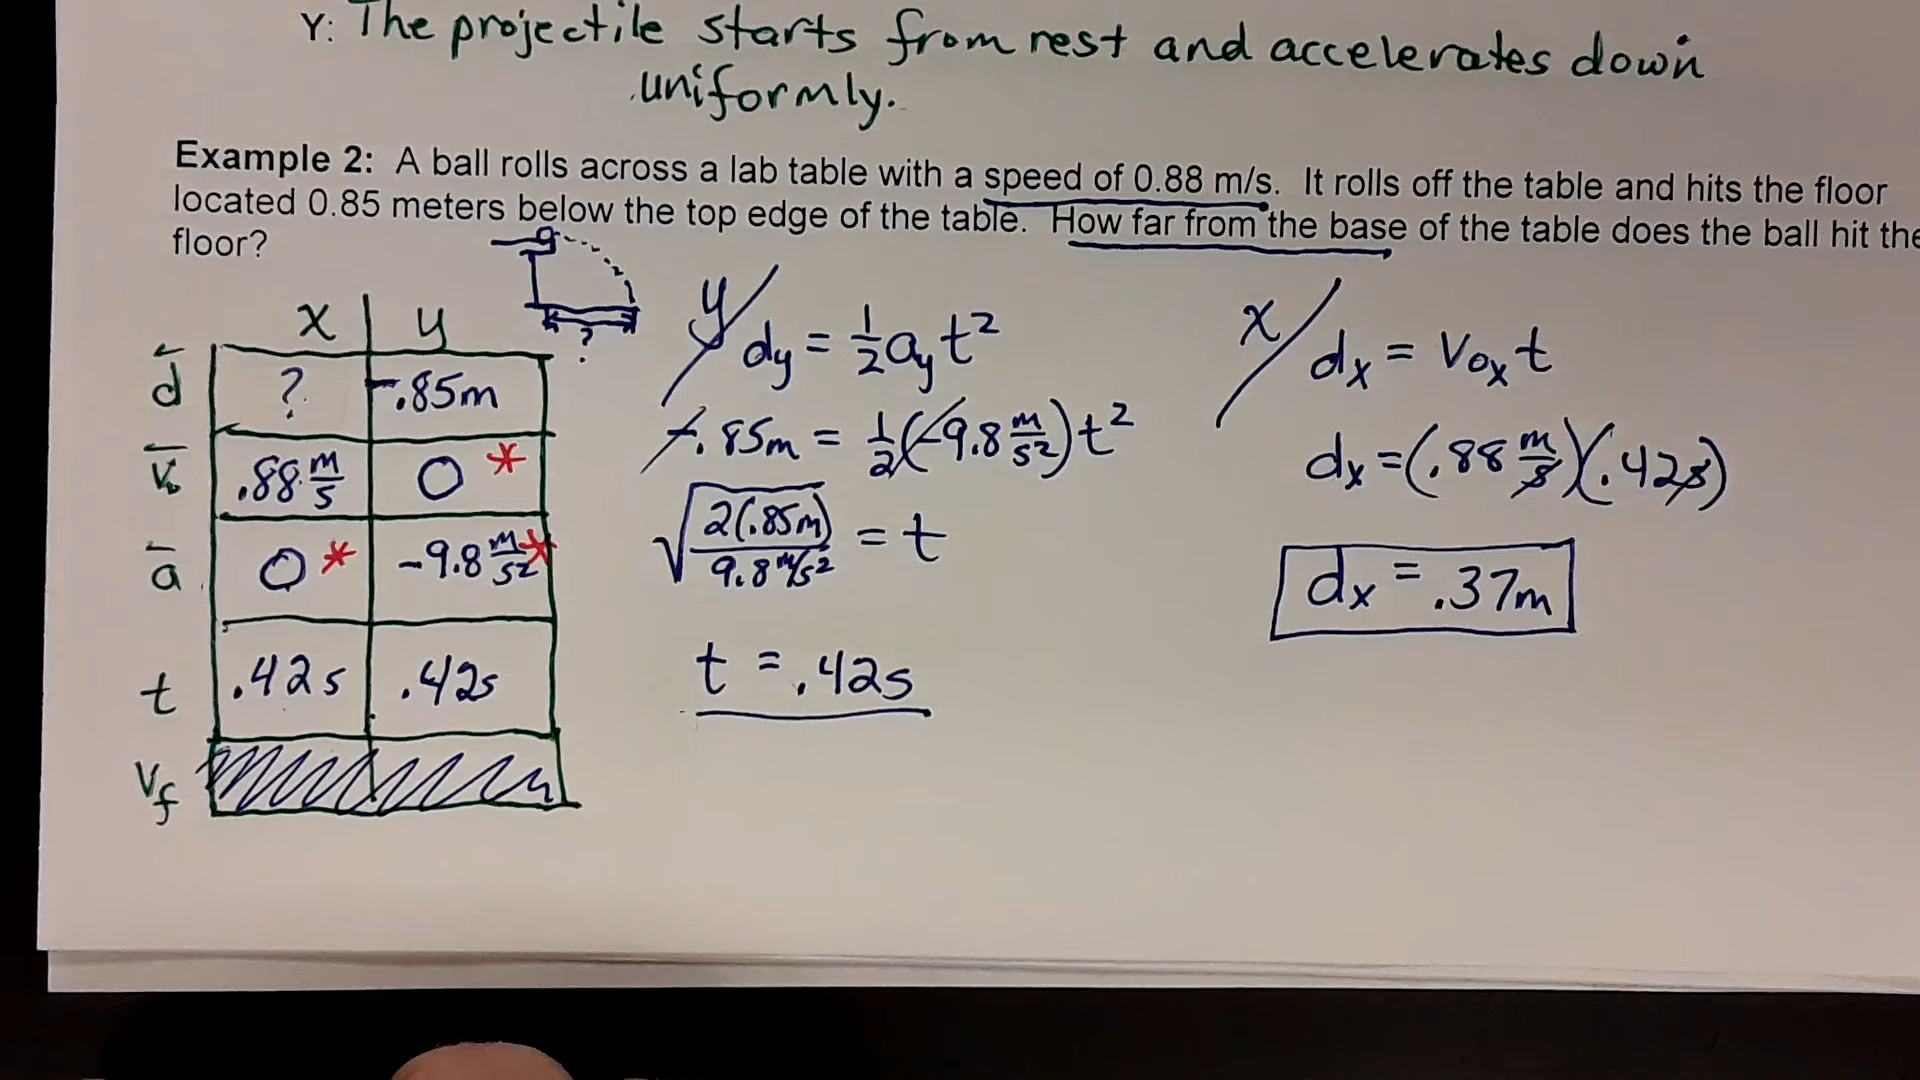 Y: The projectile starts from rest and accelerates down
uniformly.
Example 2: A ball rolls across a lab table with a speed of 0.88 m/s. It rolls off the table and hits the floor
located 0.85 meters below the top edge of the table. How far from the base of the table does the ball hit the
floor?
?
x y
d ? -.85m
v₀ .88 m/s 0 *
a 0 * -9.8 m/s² *
t .42s .42s
Vf
y/ dy = 1/2 ay t²
-.85m = 1/2 (-9.8 m/s²) t²
√(2(.85m) / 9.8 m/s²) = t
t = .42s
x/ dx = V0x t
dx = (.88 m/s)(.42s)
dx = .37m